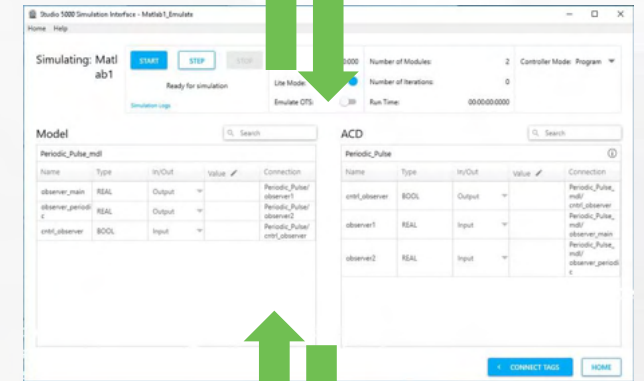 Studio 5000 Simulation Interface - Matlab1_Emulate
Home Help
Simulating: Matl
ab1
START STEP STOP
Ready for simulation
Simulation Logs
Lite Mode:
Emulate OTS:
Number of Modules: 2
Number of Iterations: 0
Run Time: 00:00:00.0000
Controller Mode: Program
Model
Search
Periodic_Pulse_mdl
Name Type In/Out Value Connection
observer_main REAL Output Periodic_Pulse/
observer1
observer_periodi
c REAL Output Periodic_Pulse/
observer2
cntrl_observer BOOL Input Periodic_Pulse/
cntrl_observer
ACD
Search
Periodic_Pulse
Name Type In/Out Value Connection
cntrl_observer BOOL Output Periodic_Pulse_
mdl/
cntrl_observer
observer1 REAL Input Periodic_Pulse_
mdl/
observer_main
observer2 REAL Input Periodic_Pulse_
mdl/
observer_periodi
c
CONNECT TAGS HOME